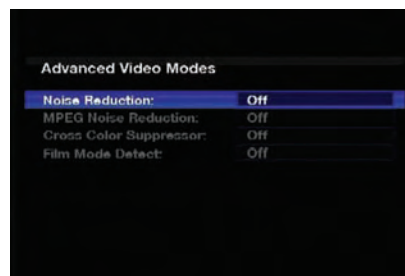 Advanced Video Modes
Noise Reduction: Off
MPEG Noise Reduction: Off
Cross Color Suppressor: Off
Film Mode Detect: Off